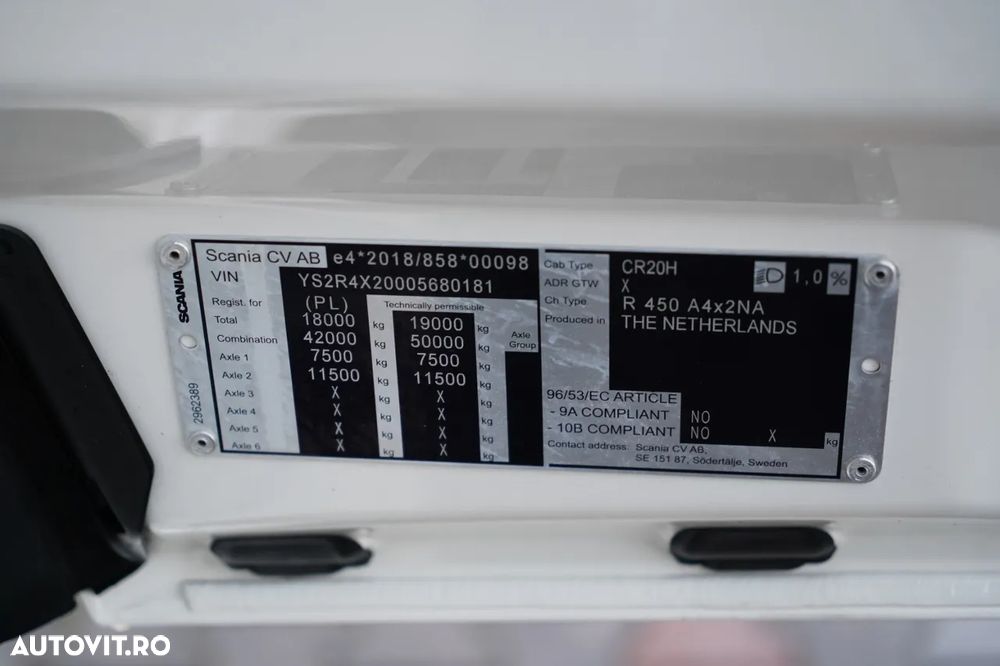 SCANIA
2962389
Scania CV AB e4*2018/858*00098
VIN YS2R4X20005680181
Regist. for (PL) Technically permissible
Total 18000 kg 19000 kg Axle Group
Combination 42000 kg 50000 kg
Axle 1 7500 kg 7500 kg
Axle 2 11500 kg 11500 kg
Axle 3 X kg X kg
Axle 4 X kg X kg
Axle 5 X kg X kg
Axle 6 X kg X kg
Cab Type CR20H 1,0 %
ADR GTW X
Ch Type R 450 A4x2NA
Produced in THE NETHERLANDS
96/53/EC ARTICLE
- 9A COMPLIANT NO
- 10B COMPLIANT NO X kg
Contact address: Scania CV AB,
SE 151 87, Södertälje, Sweden
AUTOVIT.RO